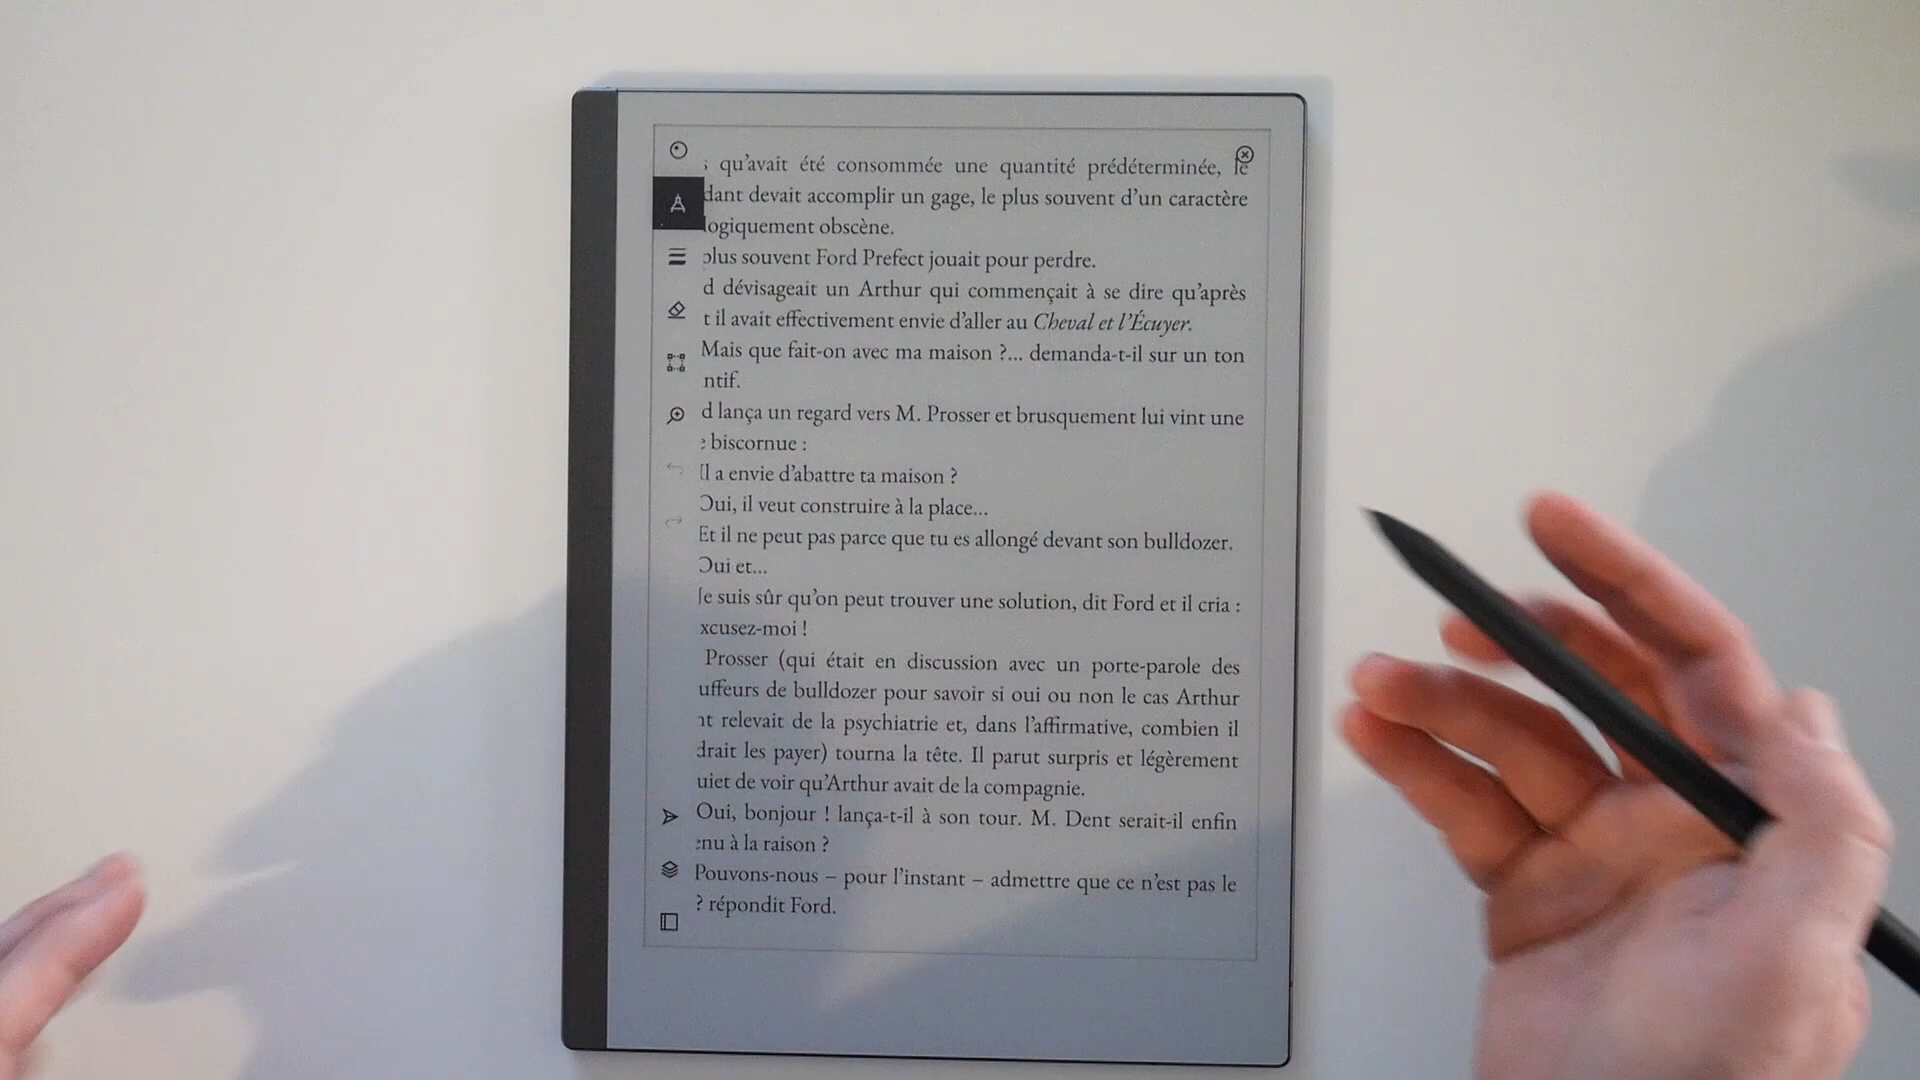 qu'avait été consommée une quantité prédéterminée, le
devait accomplir un gage, le plus souvent d'un caractère
obscène.
plus souvent Ford Prefect jouait pour perdre.
dévisageait un Arthur qui commençait à se dire qu'après
il avait effectivement envie d'aller au Cheval et l'Écuyer.
Mais que fait-on avec ma maison ?... demanda-t-il sur un ton
ntif.
d lança un regard vers M. Prosser et brusquement lui vint une
biscornue :
Il a envie d'abattre ta maison ?
Oui, il veut construire à la place...
Et il ne peut pas parce que tu es allongé devant son bulldozer.
Oui et...
Je suis sûr qu'on peut trouver une solution, dit Ford et il cria :
xcusez-moi !
Prosser (qui était en discussion avec un porte-parole des
uffeurs de bulldozer pour savoir si oui ou non le cas Arthur
nt relevait de la psychiatrie et, dans l'affirmative, combien il
drait les payer) tourna la tête. Il parut surpris et légèrement
uiet de voir qu'Arthur avait de la compagnie.
Oui, bonjour ! lança-t-il à son tour. M. Dent serait-il enfin
enu à la raison ?
Pouvons-nous – pour l'instant – admettre que ce n'est pas le
? répondit Ford.